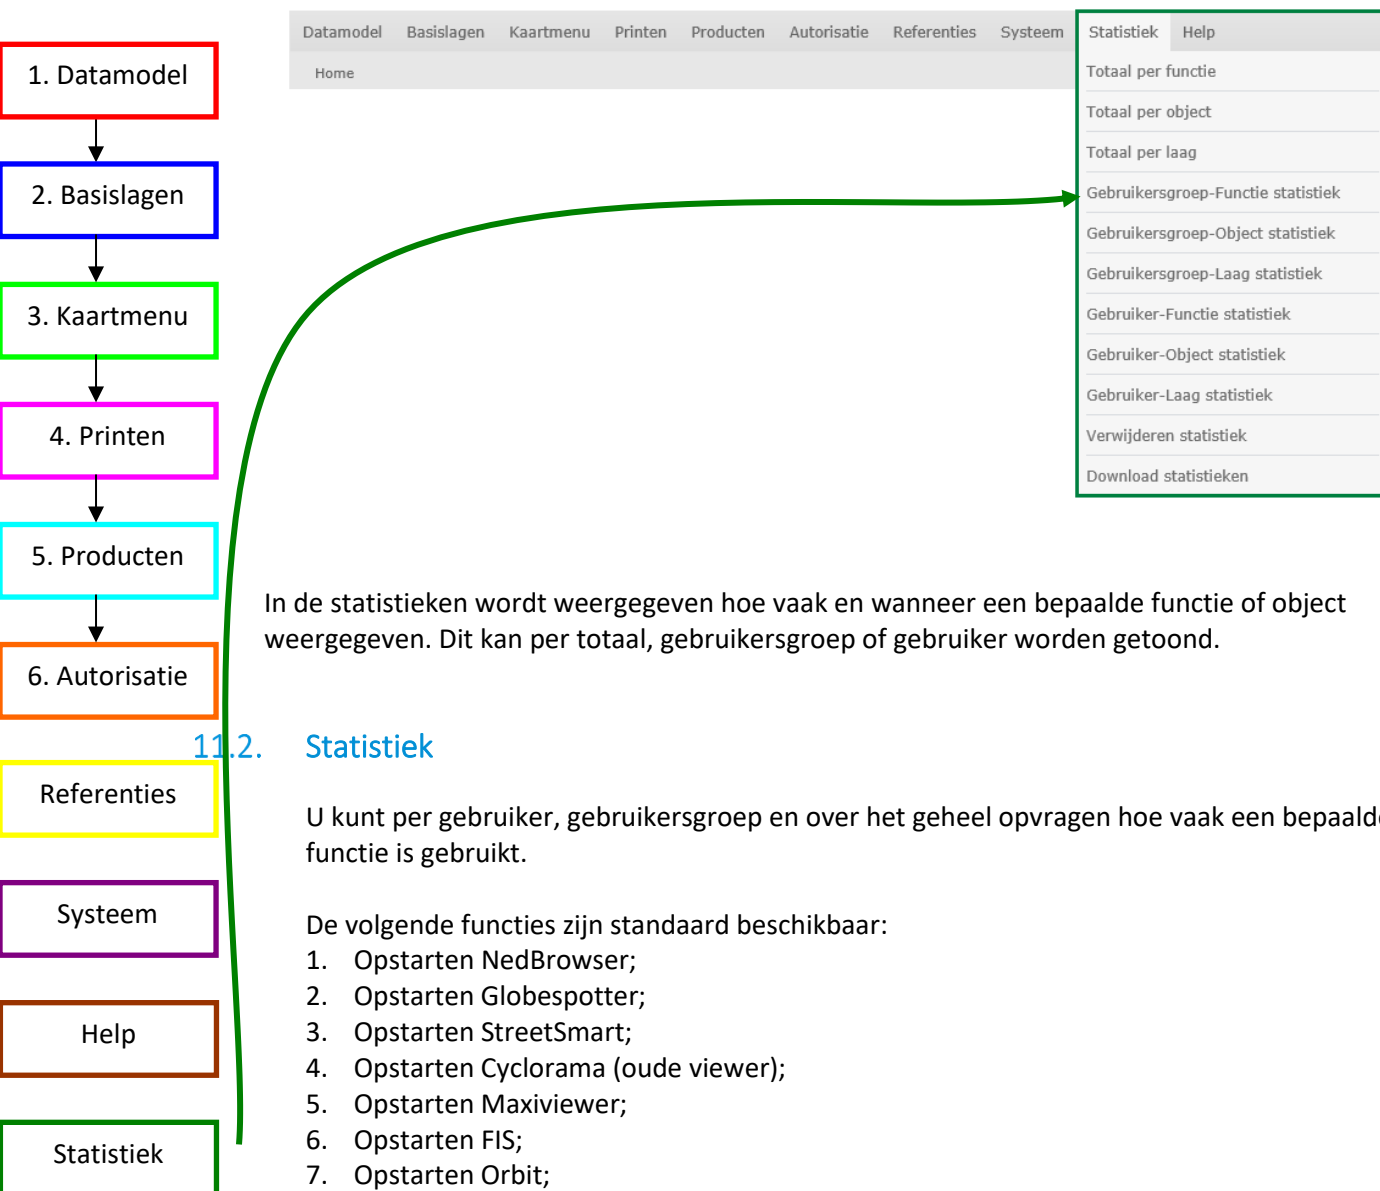 Datamodel Basislagen Kaartmenu Printen Producten Autorisatie Referenties Systeem Statistiek Help
Home
Totaal per functie
Totaal per object
Totaal per laag
Gebruikersgroep-Functie statistiek
Gebruikersgroep-Object statistiek
Gebruikersgroep-Laag statistiek
Gebruiker-Functie statistiek
Gebruiker-Object statistiek
Gebruiker-Laag statistiek
Verwijderen statistiek
Download statistieken
1. Datamodel
2. Basislagen
3. Kaartmenu
4. Printen
5. Producten
6. Autorisatie
Referenties
Systeem
Help
Statistiek
In de statistieken wordt weergegeven hoe vaak en wanneer een bepaalde functie of object
weergegeven. Dit kan per totaal, gebruikersgroep of gebruiker worden getoond.
11.2. Statistiek
U kunt per gebruiker, gebruikersgroep en over het geheel opvragen hoe vaak een bepaalde
functie is gebruikt.
De volgende functies zijn standaard beschikbaar:
1. Opstarten NedBrowser;
2. Opstarten Globespotter;
3. Opstarten StreetSmart;
4. Opstarten Cyclorama (oude viewer);
5. Opstarten Maxiviewer;
6. Opstarten FIS;
7. Opstarten Orbit;